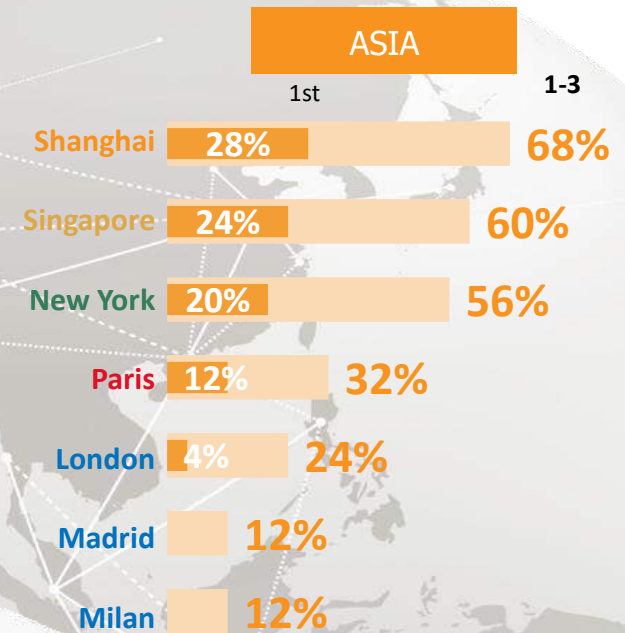 ASIA
1st 1-3
Shanghai 28% 68%
Singapore 24% 60%
New York 20% 56%
Paris 12% 32%
London 4% 24%
Madrid 12%
Milan 12%